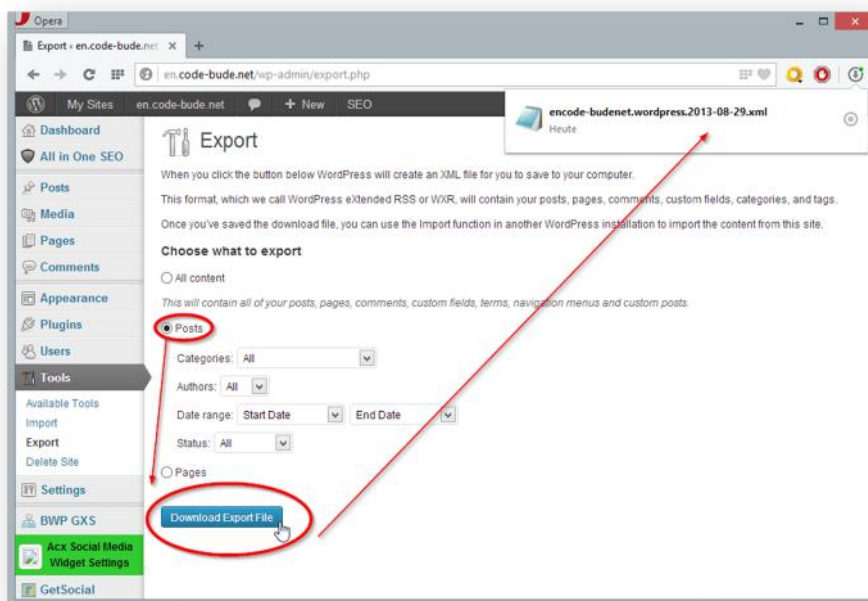 Opera
Export ‹ en.code-bude.net
en.code-bude.net/wp-admin/export.php
My Sites en.code-bude.net + New SEO
encode-budenet.wordpress.2013-08-29.xml
Heute
Dashboard
All in One SEO
Posts
Media
Pages
Comments
Appearance
Plugins
Users
Tools
Available Tools
Import
Export
Delete Site
Settings
BWP GXS
Acx Social Media
Widget Settings
GetSocial
Export
When you click the button below WordPress will create an XML file for you to save to your computer.
This format, which we call WordPress eXtended RSS or WXR, will contain your posts, pages, comments, custom fields, categories, and tags.
Once you've saved the download file, you can use the Import function in another WordPress installation to import the content from this site.
Choose what to export
All content
This will contain all of your posts, pages, comments, custom fields, terms, navigation menus and custom posts.
Posts
Categories: All
Authors: All
Date range: Start Date End Date
Status: All
Pages
Download Export File